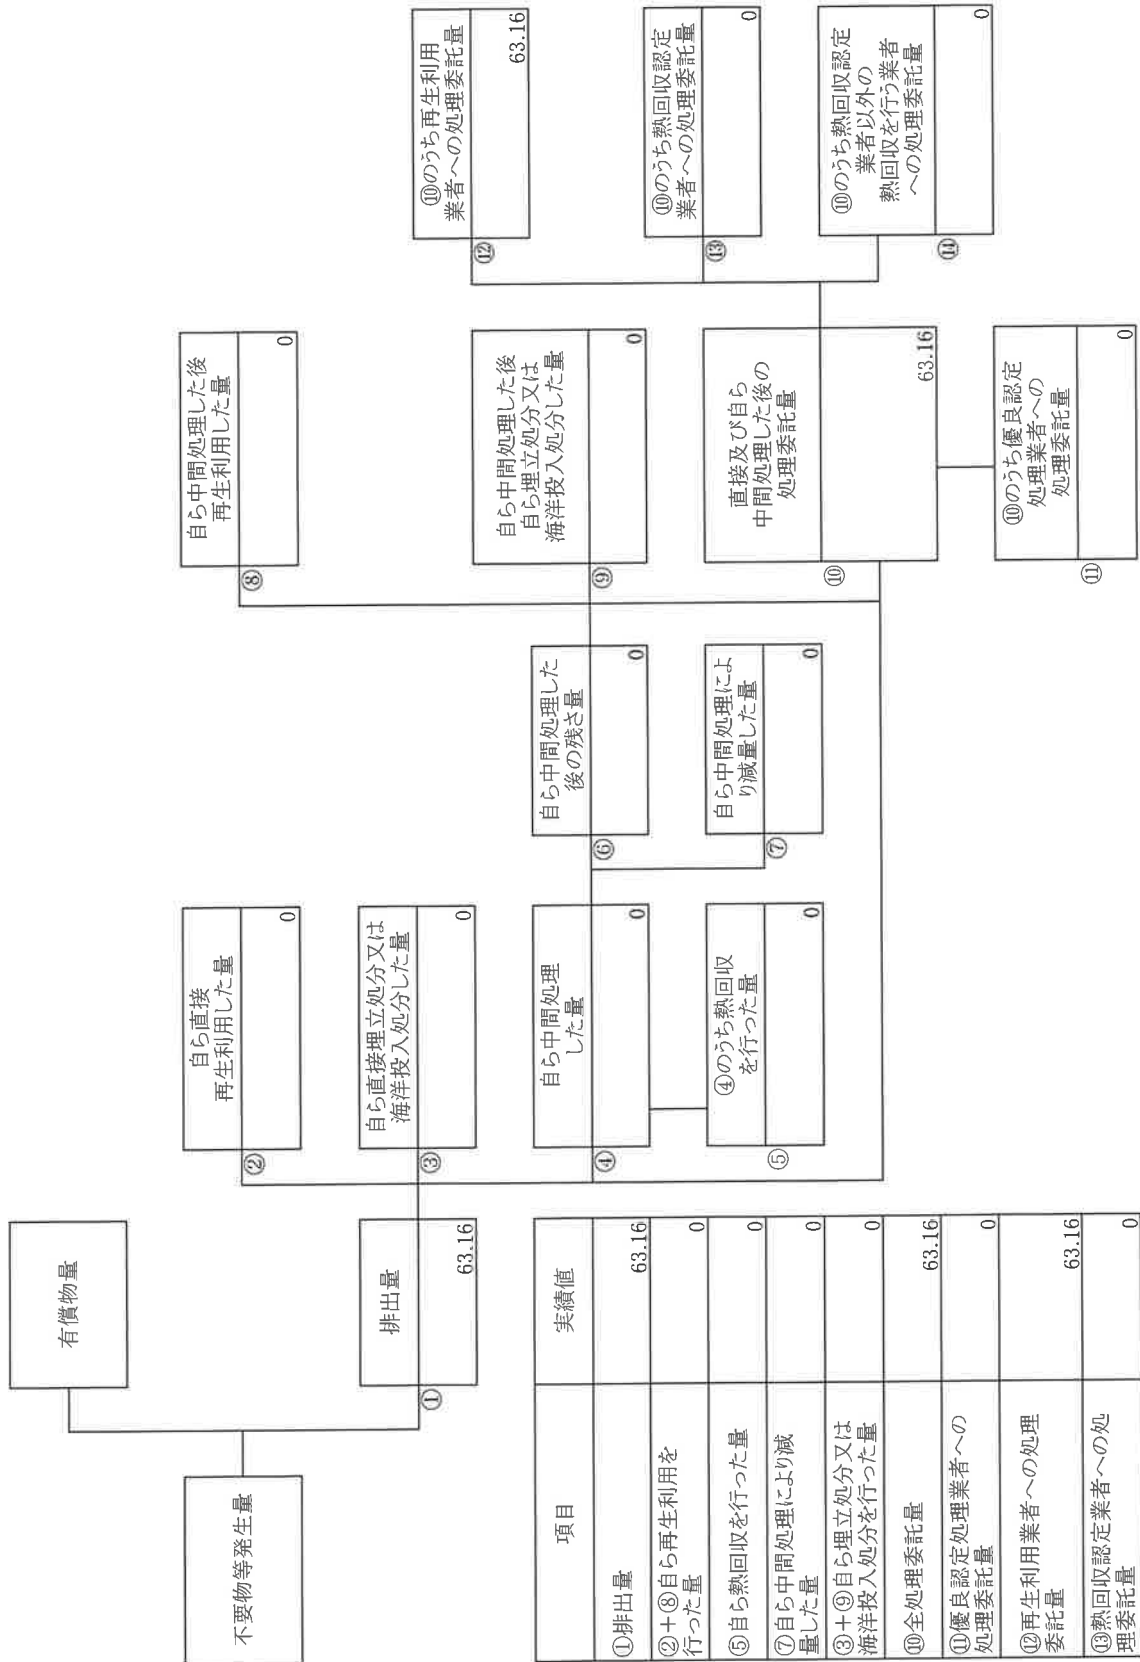 不要物等発生量
有償物量
①
排出量
63.16
②
自ら直接
再生利用した量
0
③
自ら直接埋立処分又は
海洋投入処分した量
0
④
自ら中間処理
した量
0
⑤
④のうち熱回収
を行った量
0
⑥
自ら中間処理した
後の残さ量
0
⑦
自ら中間処理によ
り減量した量
0
⑧
自ら中間処理した後
再生利用した量
0
⑨
自ら中間処理した後
自ら埋立処分又は
海洋投入処分した量
0
⑩
直接及び自ら
中間処理した後の
処理委託量
63.16
⑪
⑩のうち優良認定
処理業者への
処理委託量
0
⑫
⑩のうち再生利用
業者への処理委託量
63.16
⑬
⑩のうち熱回収認定
業者への処理委託量
0
⑭
⑩のうち熱回収認定
業者以外の
熱回収を行う業者
への処理委託量
0
項目 実績値
①排出量 63.16
②＋⑧自ら再生利用を
行った量 0
⑤自ら熱回収を行った量 0
⑦自ら中間処理により減
量した量 0
③＋⑨自ら埋立処分又は
海洋投入処分を行った量 0
⑩全処理委託量 63.16
⑪優良認定処理業者への
処理委託量 0
⑫再生利用業者への処理
委託量 63.16
⑬熱回収認定業者への処
理委託量 0